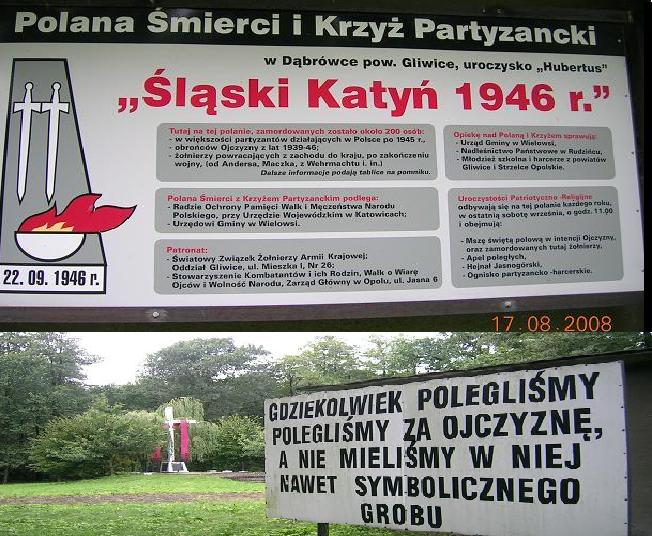 Polana Śmierci i Krzyż Partyzancki
w Dąbrówce pow. Gliwice, uroczysko „Hubertus”
„Śląski Katyń 1946 r.”
22. 09. 1946 r.
Tutaj na tej polanie, zamordowanych zostało około 200 osób:
- w większości partyzantów działających w Polsce po 1945 r.,
- obrońców Ojczyzny z lat 1939-46;
- żołnierzy powracających z zachodu do kraju, po zakończeniu
wojny, (od Andersa, Maczka, z Wehrmachtu i. in.)
Dalsze informacje podają tablice na pomniku.
Polana Śmierci z Krzyżem Partyzanckim podlega:
- Radzie Ochrony Pamięci Walk i Męczeństwa Narodu
Polskiego, przy Urzędzie Wojewódzkim w Katowicach;
- Urzędowi Gminy w Wielowsi.
Patronat:
- Światowy Związek Żołnierzy Armii Krajowej;
Oddział Gliwice, ul. Mieszka I, Nr 26;
- Stowarzyszenie Kombatantów i ich Rodzin, Walk o Wiarę
Ojców i Wolność Narodu, Zarząd Główny w Opolu, ul. Jasna 6
Opiekę nad Polaną i Krzyżem sprawują:
- Urząd Gminy w Wielowsi,
- Nadleśnictwo Państwowe w Rudzińcu,
- Młodzież szkolna i harcerze z powiatów
Gliwice i Strzelce Opolskie.
Uroczystości Patriotyczno -Religijne
odbywają się na tej polanie każdego roku,
w ostatnią sobotę września, o godz. 11.00
i obejmują:
- Mszę świętą polową w intencji Ojczyzny,
oraz zamordowanych tutaj żołnierzy,
- Apel poległych,
- Hejnał Jasnogórski,
- Ognisko partyzancko -harcerskie.
17.08.2008
GDZIEKOLWIEK POLEGLIŚMY
POLEGLIŚMY ZA OJCZYZNĘ,
A NIE MIELIŚMY W NIEJ
NAWET SYMBOLICZNEGO
GROBU